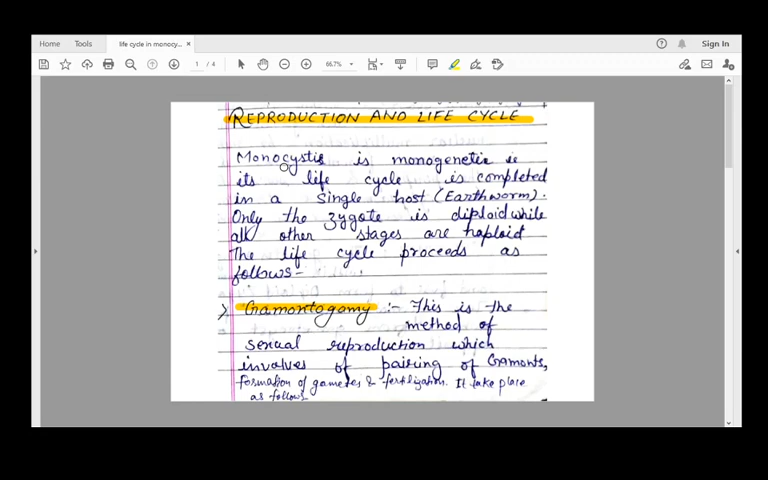 Home Tools life cycle in monocy... × Sign In
1 / 4 66.7%
REPRODUCTION AND LIFE CYCLE
Monocystis is monogenetic ie
its life cycle is completed
in a single host (Earthworm).
Only the zygote is diploid while
all other stages are haploid
The life cycle proceeds as
follows-
Gamontogamy :- This is the
method of
sexual reproduction which
involves of pairing of Gamonts,
formation of gametes & fertilization. It take place
as follows